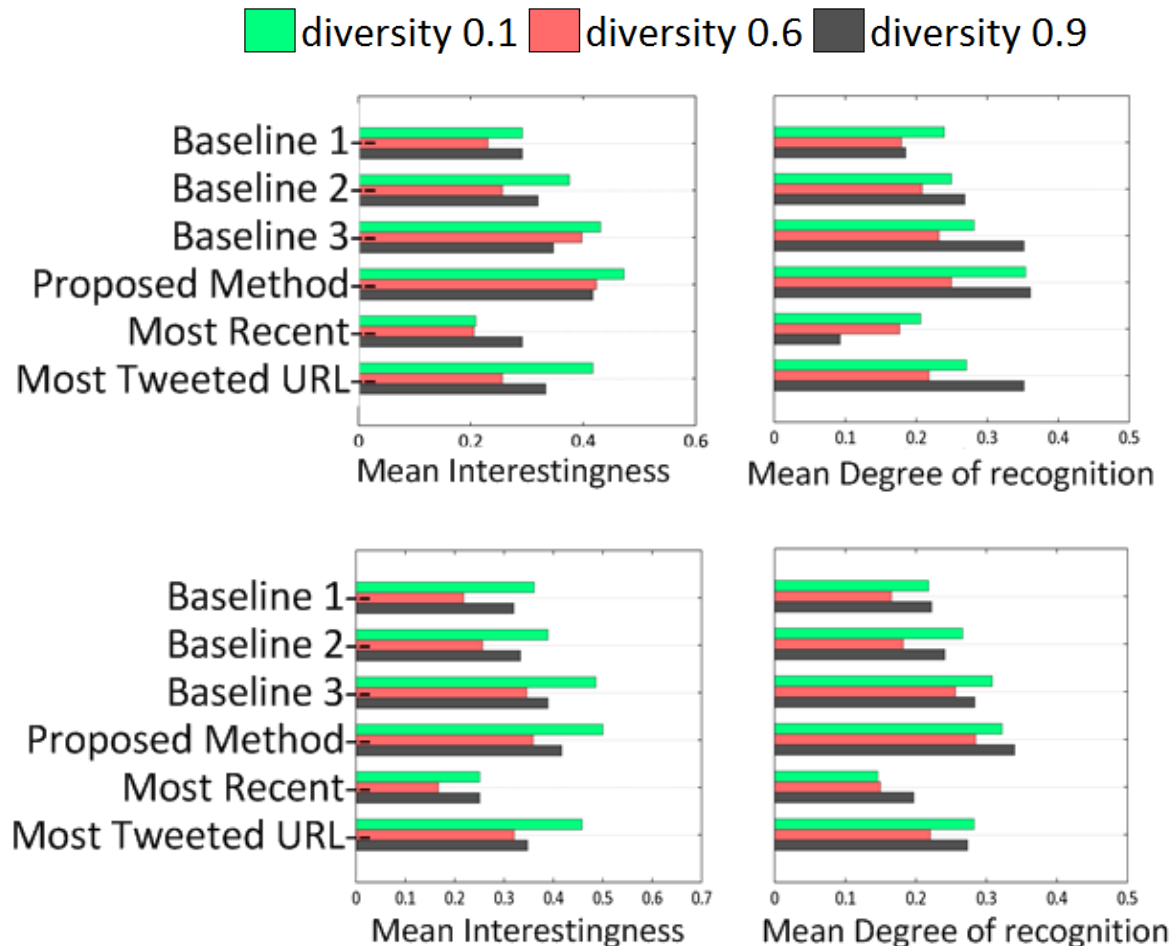 diversity 0.1 diversity 0.6 diversity 0.9
Baseline 1
Baseline 2
Baseline 3
Proposed Method
Most Recent
Most Tweeted URL
0 0.2 0.4 0.6
Mean Interestingness
0 0.1 0.2 0.3 0.4 0.5
Mean Degree of recognition
Baseline 1
Baseline 2
Baseline 3
Proposed Method
Most Recent
Most Tweeted URL
0 0.1 0.2 0.3 0.4 0.5 0.6 0.7
Mean Interestingness
0 0.1 0.2 0.3 0.4 0.5
Mean Degree of recognition